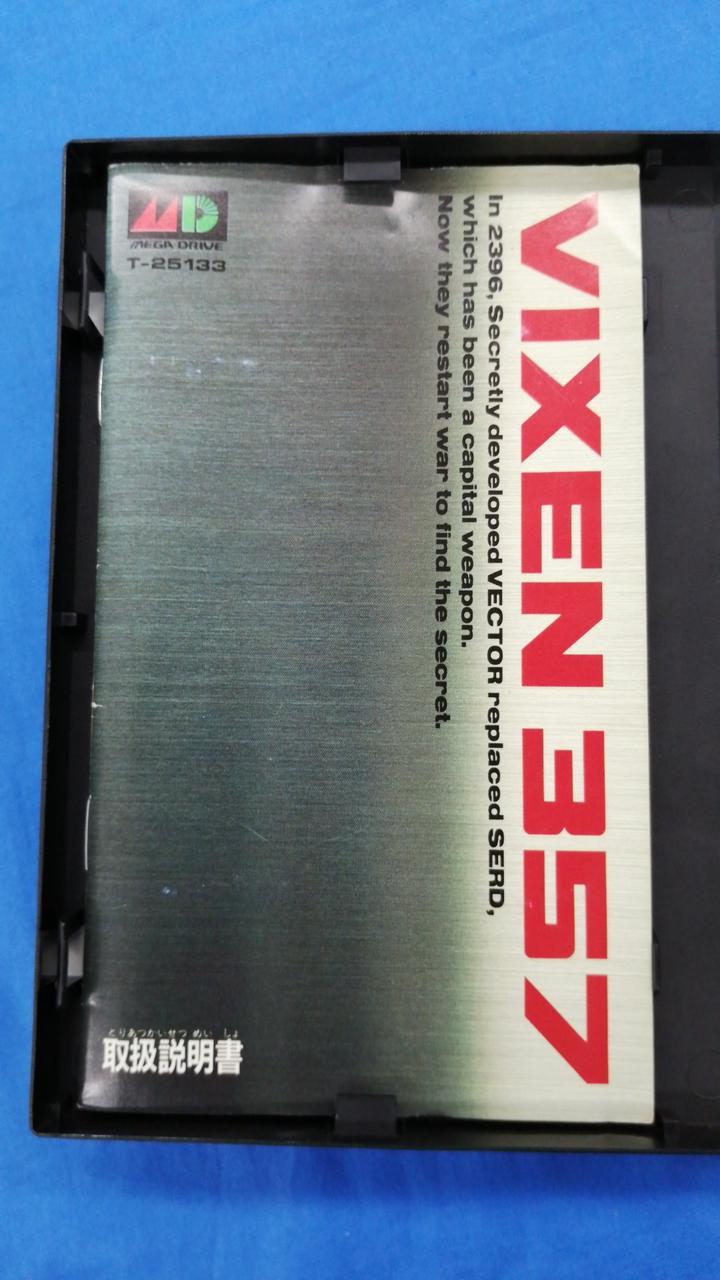 MD
MEGA DRIVE
T-25133
VIXEN 357
In 2396, Secretly developed VECTOR replaced SERD,
which has been a capital weapon.
Now they restart war to find the secret.
とりあつかいせつ めい しょ
取扱説明書